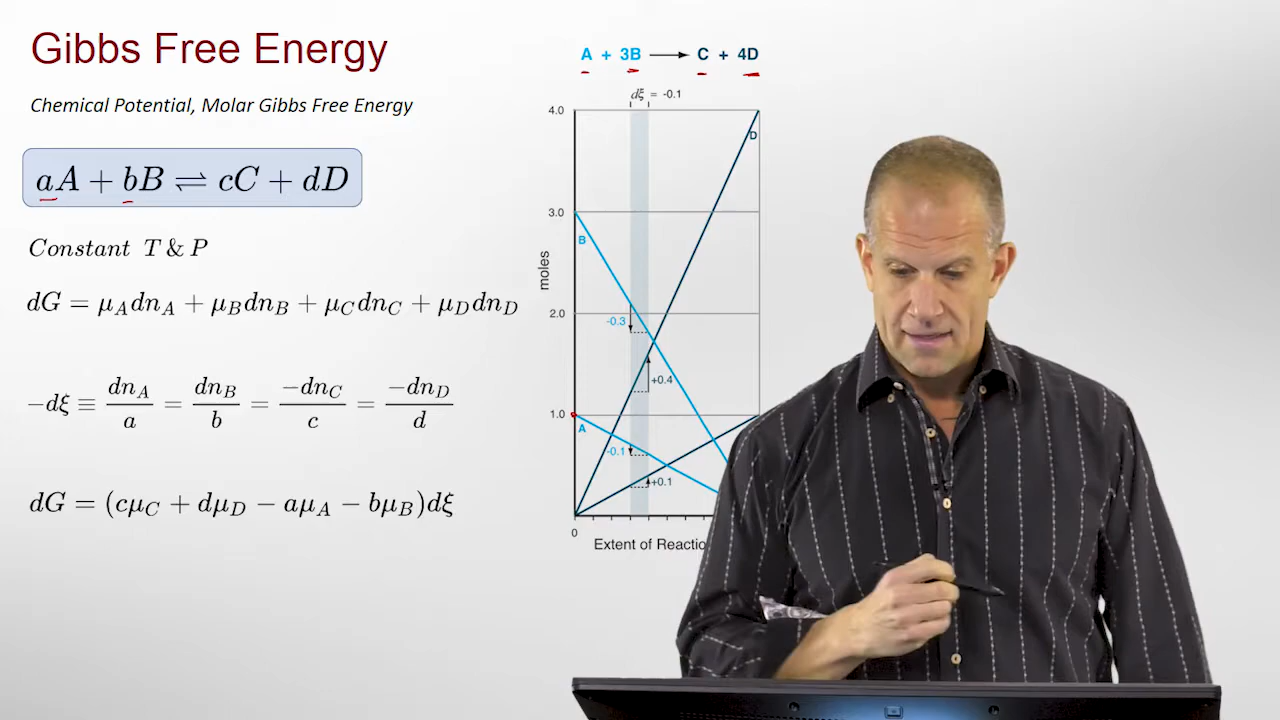 Gibbs Free Energy
Chemical Potential, Molar Gibbs Free Energy
aA + bB ⇌ cC + dD
Constant T & P
dG = μ_A dn_A + μ_B dn_B + μ_C dn_C + μ_D dn_D
-dξ ≡ dn_A/a = dn_B/b = -dn_C/c = -dn_D/d
dG = (cμ_C + dμ_D − aμ_A − bμ_B)dξ
A + 3B ⟶ C + 4D
dξ = -0.1
4.0
D
3.0
B
moles
2.0
-0.3
+0.4
1.0
A
-0.1
+0.1
0
Extent of